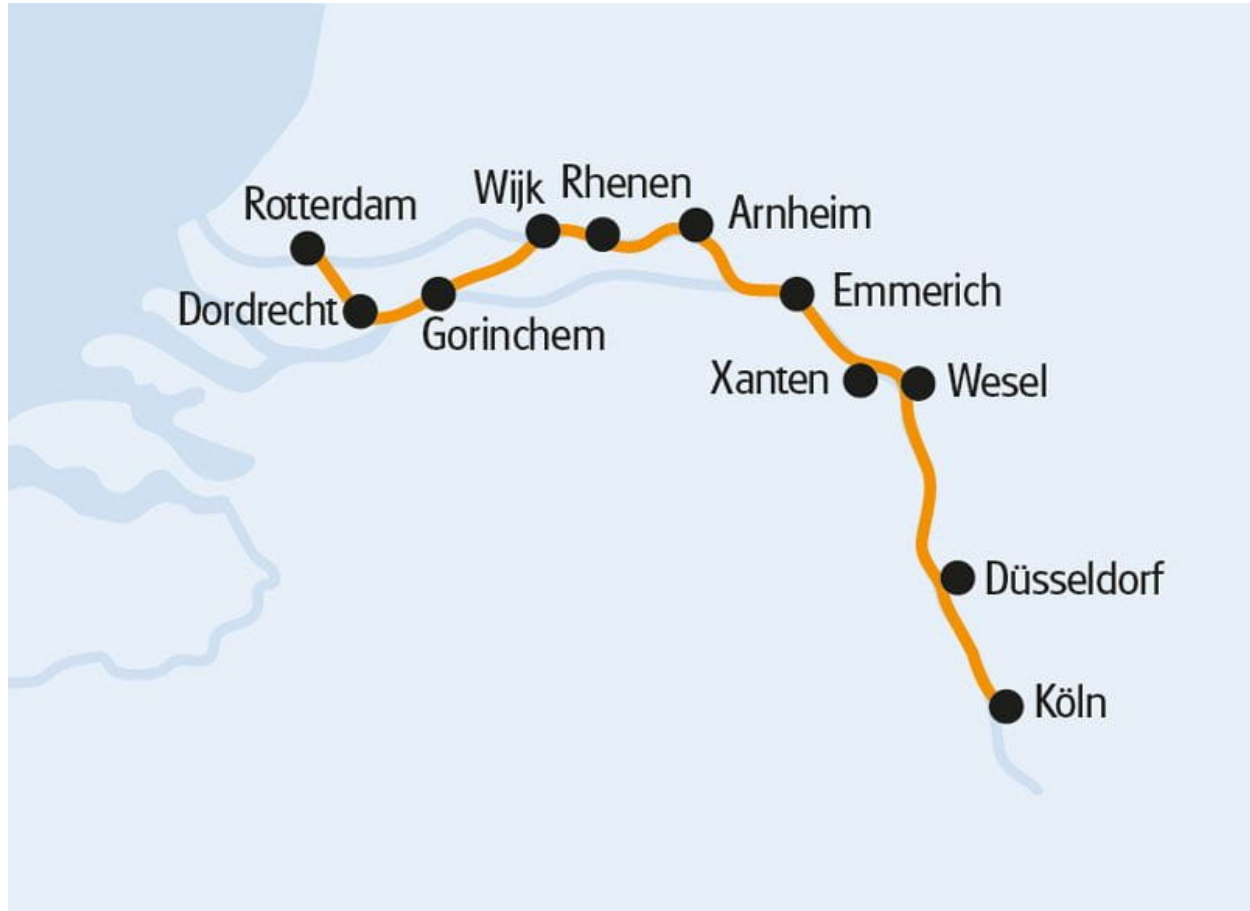 Rotterdam
Wijk
Rhenen
Arnheim
Dordrecht
Gorinchem
Emmerich
Xanten
Wesel
Düsseldorf
Köln